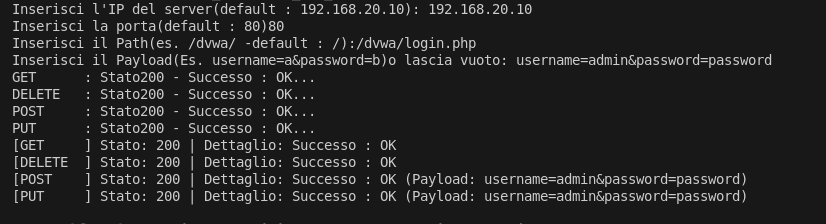 Inserisci l'IP del server(default : 192.168.20.10): 192.168.20.10
Inserisci la porta(default : 80)80
Inserisci il Path(es. /dvwa/ -default : /):/dvwa/login.php
Inserisci il Payload(Es. username=a&password=b)o lascia vuoto: username=admin&password=password
GET      : Stato200 - Successo : OK...
DELETE   : Stato200 - Successo : OK...
POST     : Stato200 - Successo : OK...
PUT      : Stato200 - Successo : OK...
[GET     ] Stato: 200 | Dettaglio: Successo : OK
[DELETE  ] Stato: 200 | Dettaglio: Successo : OK
[POST    ] Stato: 200 | Dettaglio: Successo : OK (Payload: username=admin&password=password)
[PUT     ] Stato: 200 | Dettaglio: Successo : OK (Payload: username=admin&password=password)